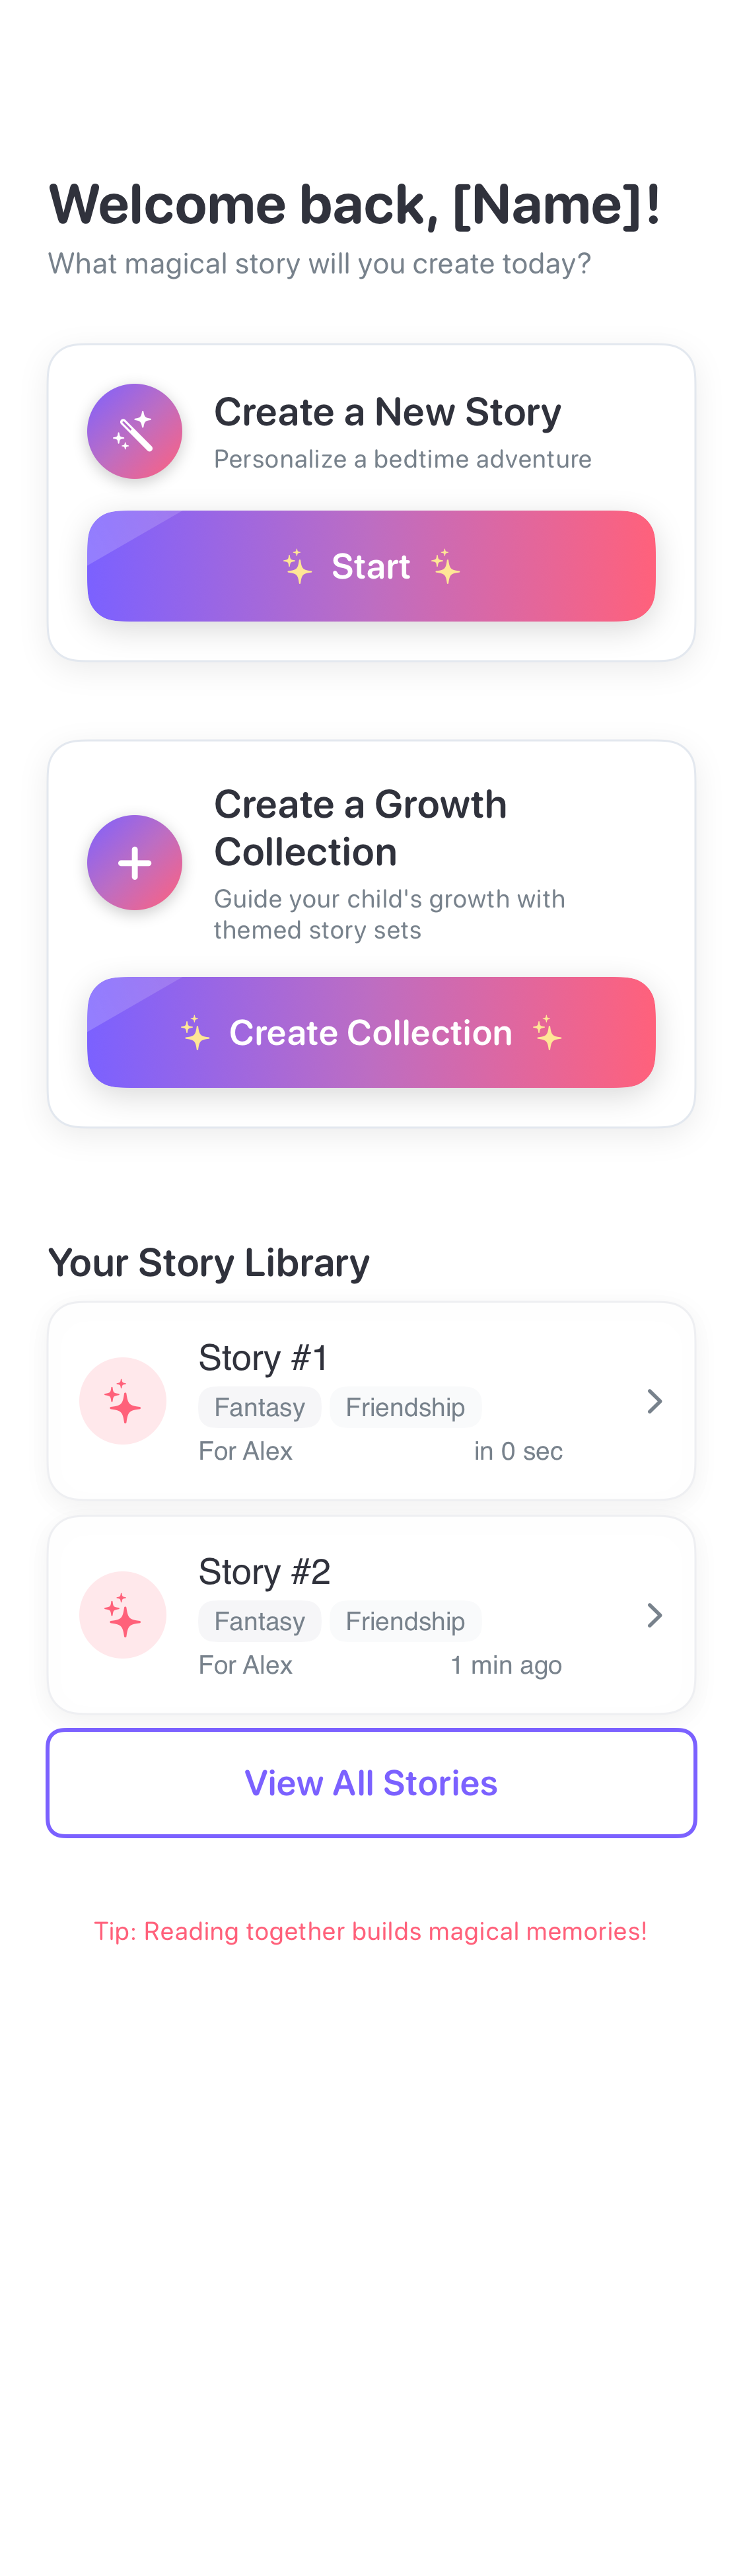 Welcome back, [Name]!
What magical story will you create today?
Create a New Story
Personalize a bedtime adventure
Start
Create a Growth
Collection
Guide your child's growth with
themed story sets
Create Collection
Your Story Library
Story #1
Fantasy Friendship
For Alex in 0 sec
Story #2
Fantasy Friendship
For Alex 1 min ago
View All Stories
Tip: Reading together builds magical memories!